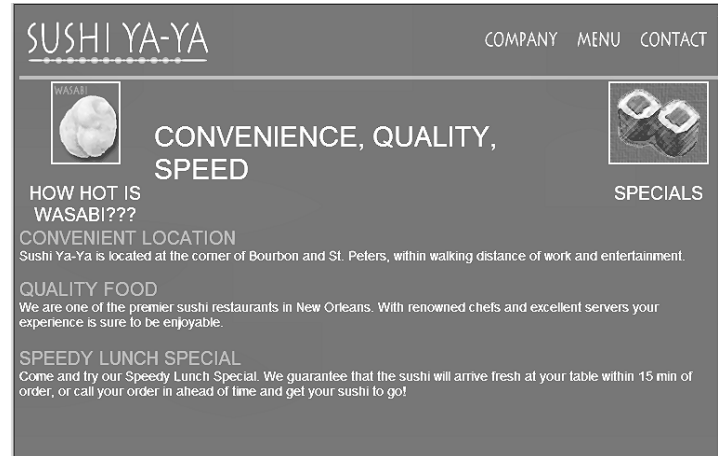 SUSHI YA-YA
COMPANY MENU CONTACT
WASABI
CONVENIENCE, QUALITY,
SPEED
HOW HOT IS
WASABI???
SPECIALS
CONVENIENT LOCATION
Sushi Ya-Ya is located at the corner of Bourbon and St. Peters, within walking distance of work and entertainment.
QUALITY FOOD
We are one of the premier sushi restaurants in New Orleans. With renowned chefs and excellent servers your
experience is sure to be enjoyable.
SPEEDY LUNCH SPECIAL
Come and try our Speedy Lunch Special. We guarantee that the sushi will arrive fresh at your table within 15 min of
order, or call your order in ahead of time and get your sushi to go!